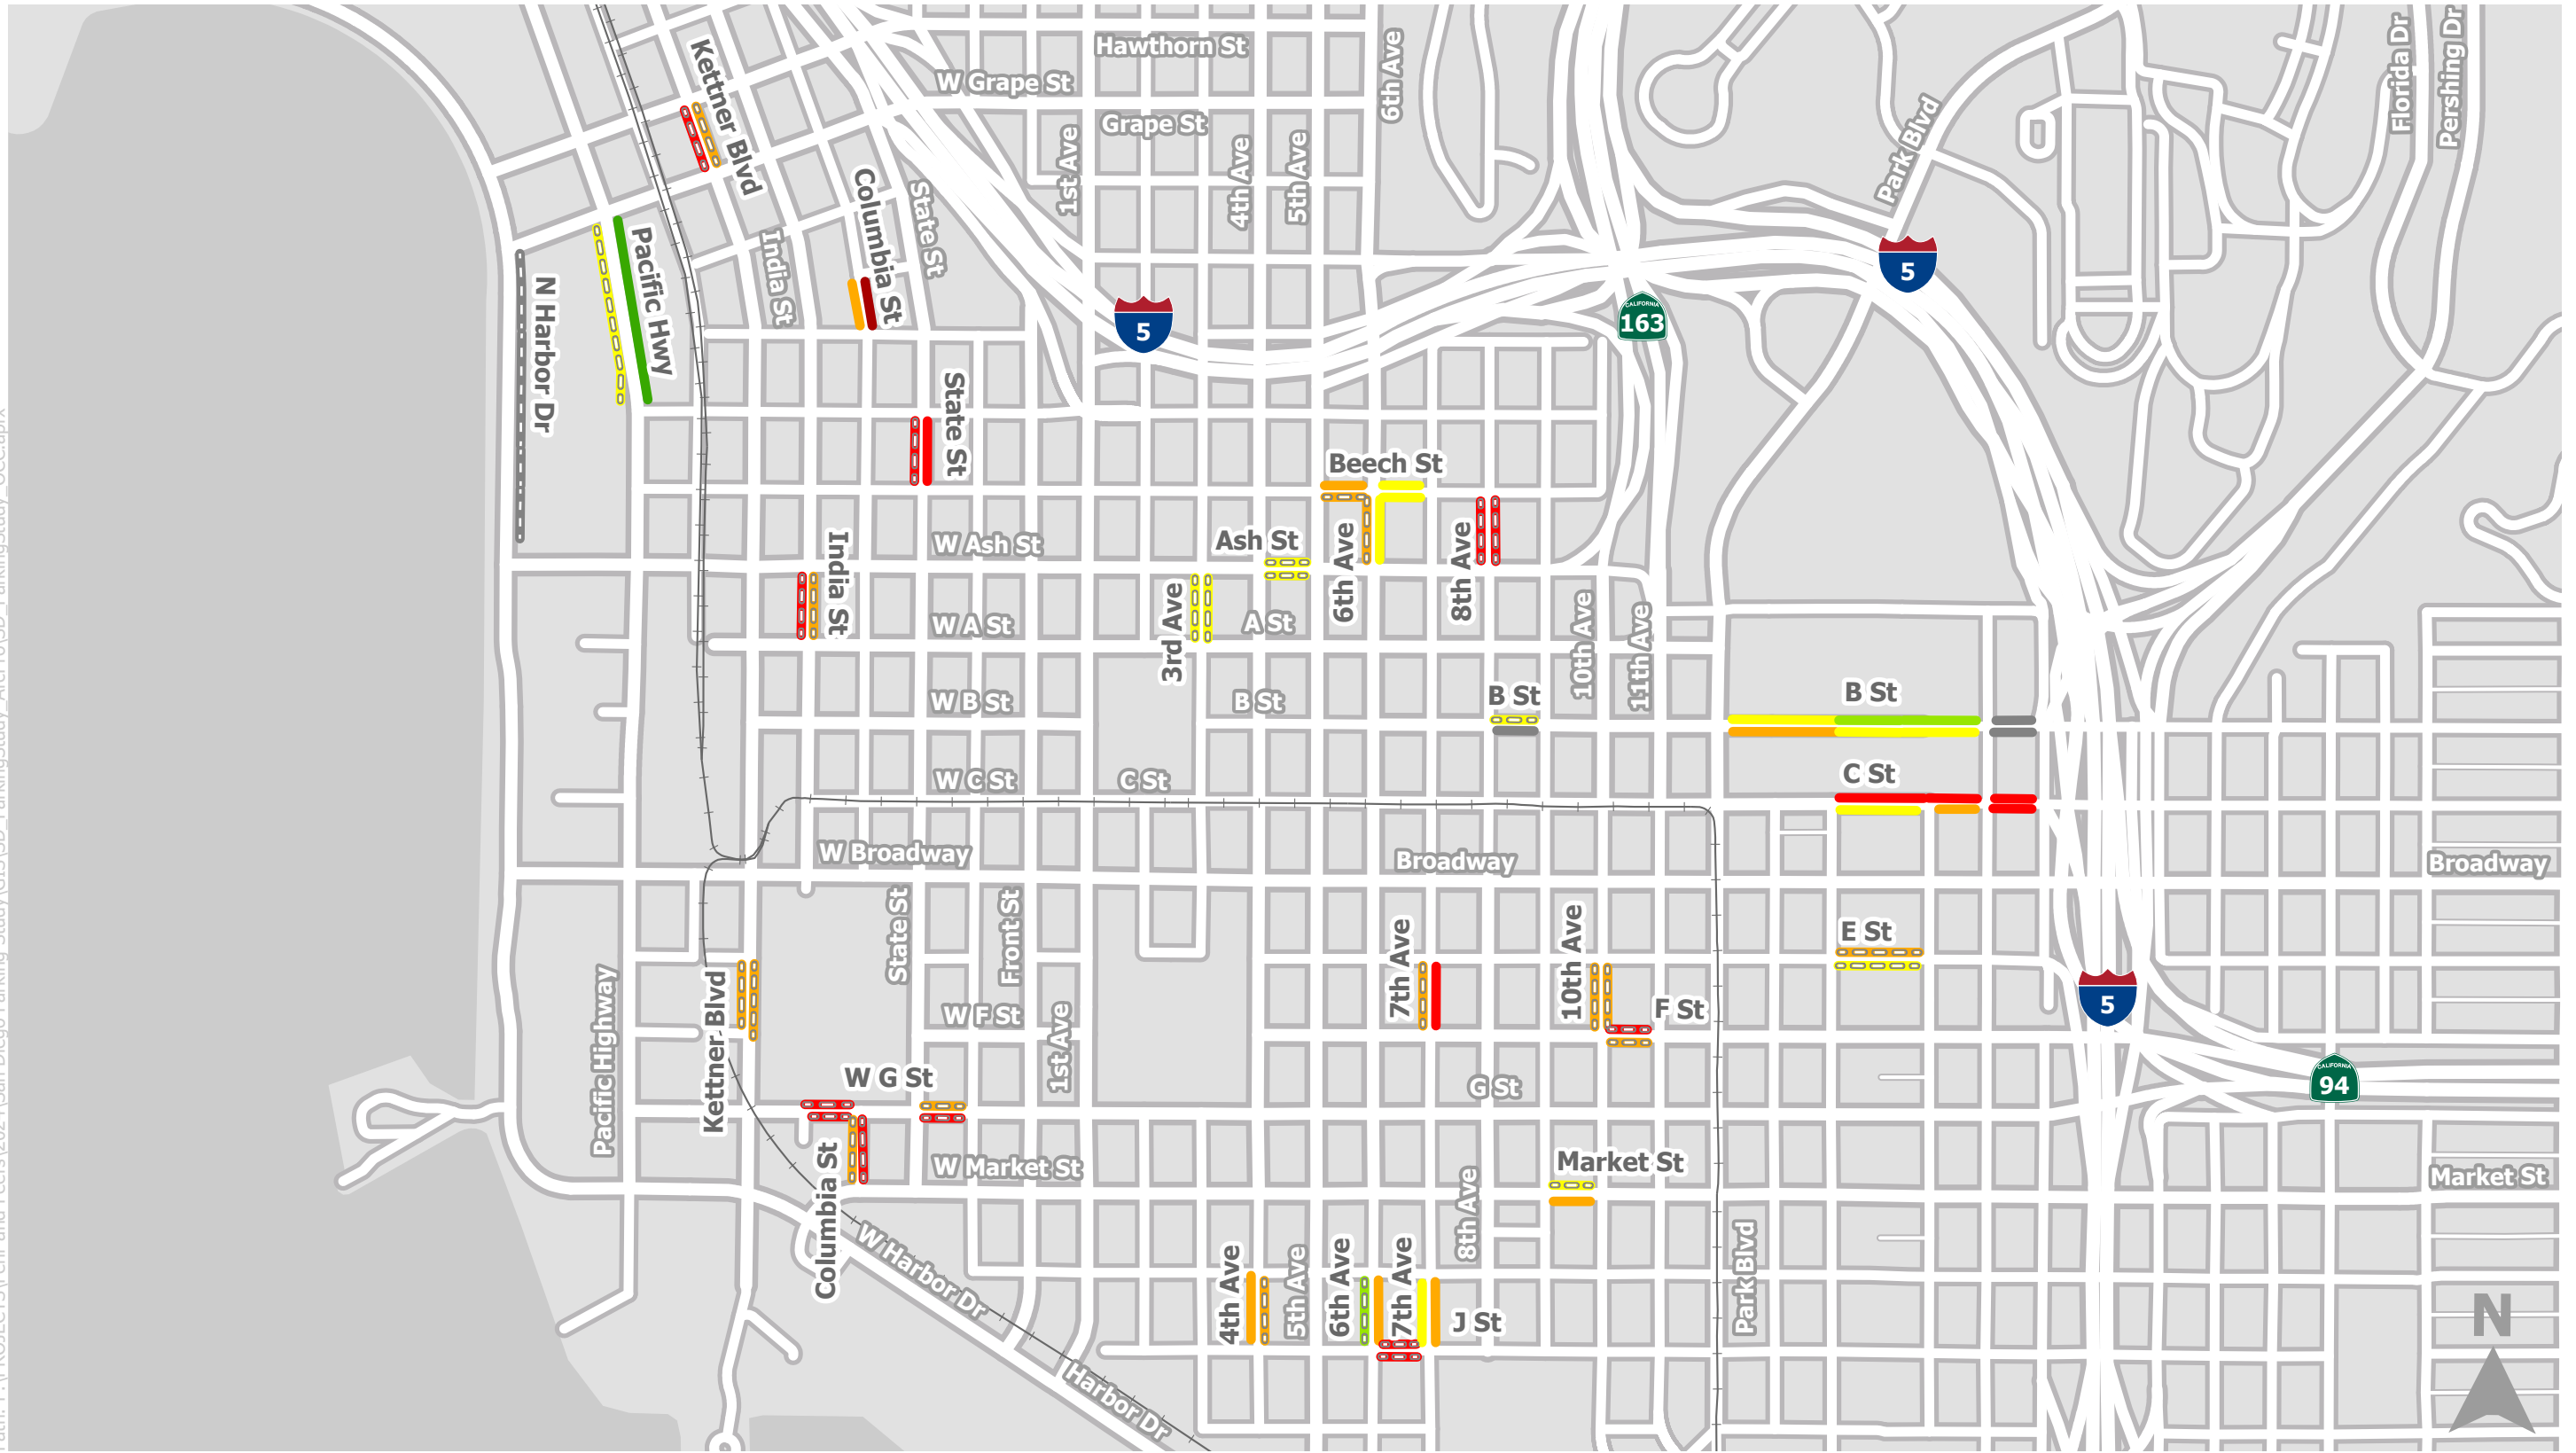 Hawthorn St
W Grape St
Grape St
Kettner Blvd
6th Ave
Florida Dr
Pershing Dr
Park Blvd
1st Ave
4th Ave
5th Ave
Columbia St
State St
India St
Pacific Hwy
N Harbor Dr
5
5
CALIFORNIA
163
State St
Beech St
Ash St
W Ash St
6th Ave
8th Ave
India St
W A St
A St
3rd Ave
10th Ave
11th Ave
W B St
B St
B St
B St
W C St
C St
C St
W Broadway
Broadway
Broadway
State St
Front St
7th Ave
10th Ave
E St
Pacific Highway
Kettner Blvd
W F St
1st Ave
F St
5
W G St
G St
CALIFORNIA
94
Columbia St
W Market St
Market St
Market St
8th Ave
W Harbor Dr
4th Ave
5th Ave
6th Ave
7th Ave
J St
Park Blvd
N
Harbor Dr